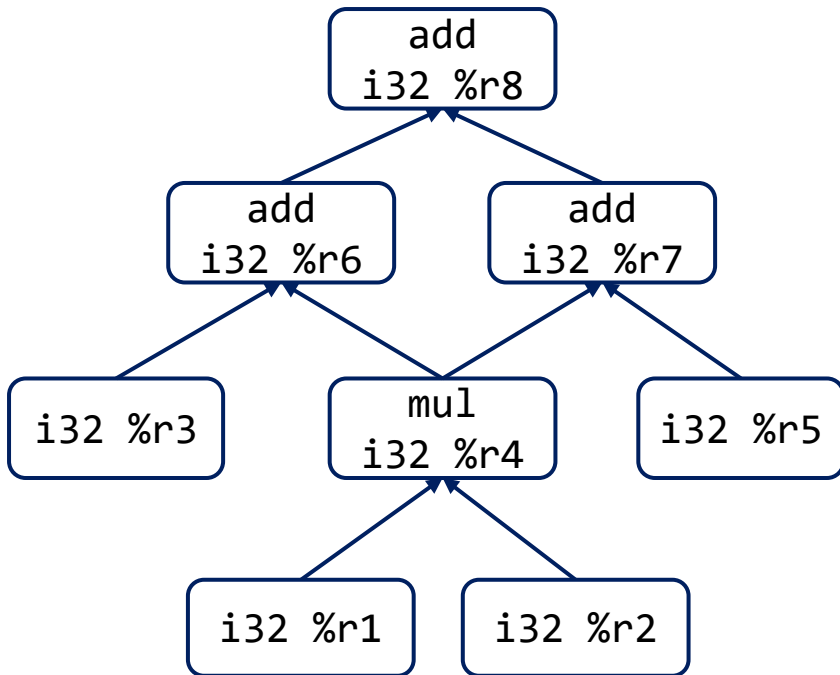 add
i32 %r8
add
i32 %r6
add
i32 %r7
i32 %r3
mul
i32 %r4
i32 %r5
i32 %r1
i32 %r2